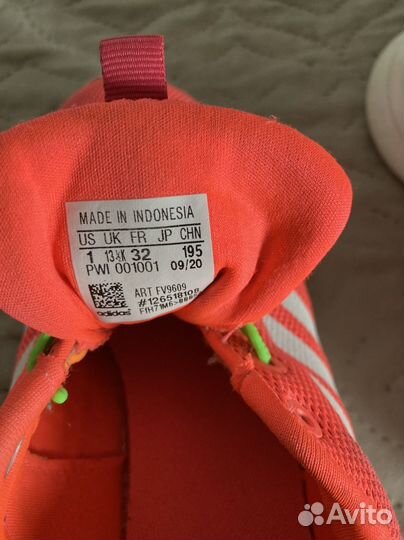 MADE IN INDONESIA
US UK FR JP CHN
1 13½K 32 195
PWI 001001 09/20
ART FV9609
#126518108
adidas
Avito